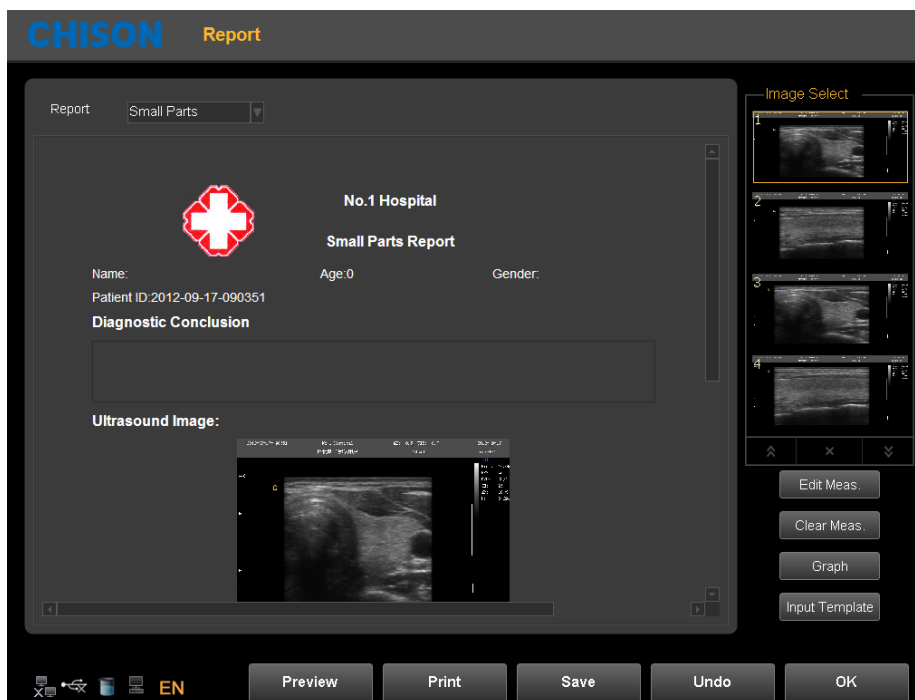 CHISON Report
Report Small Parts
Image Select
1
2
3
4
No.1 Hospital
Small Parts Report
Name: Age:0 Gender:
Patient ID:2012-09-17-090351
Diagnostic Conclusion
Ultrasound Image:
Edit Meas.
Clear Meas.
Graph
Input Template
EN
Preview Print Save Undo OK